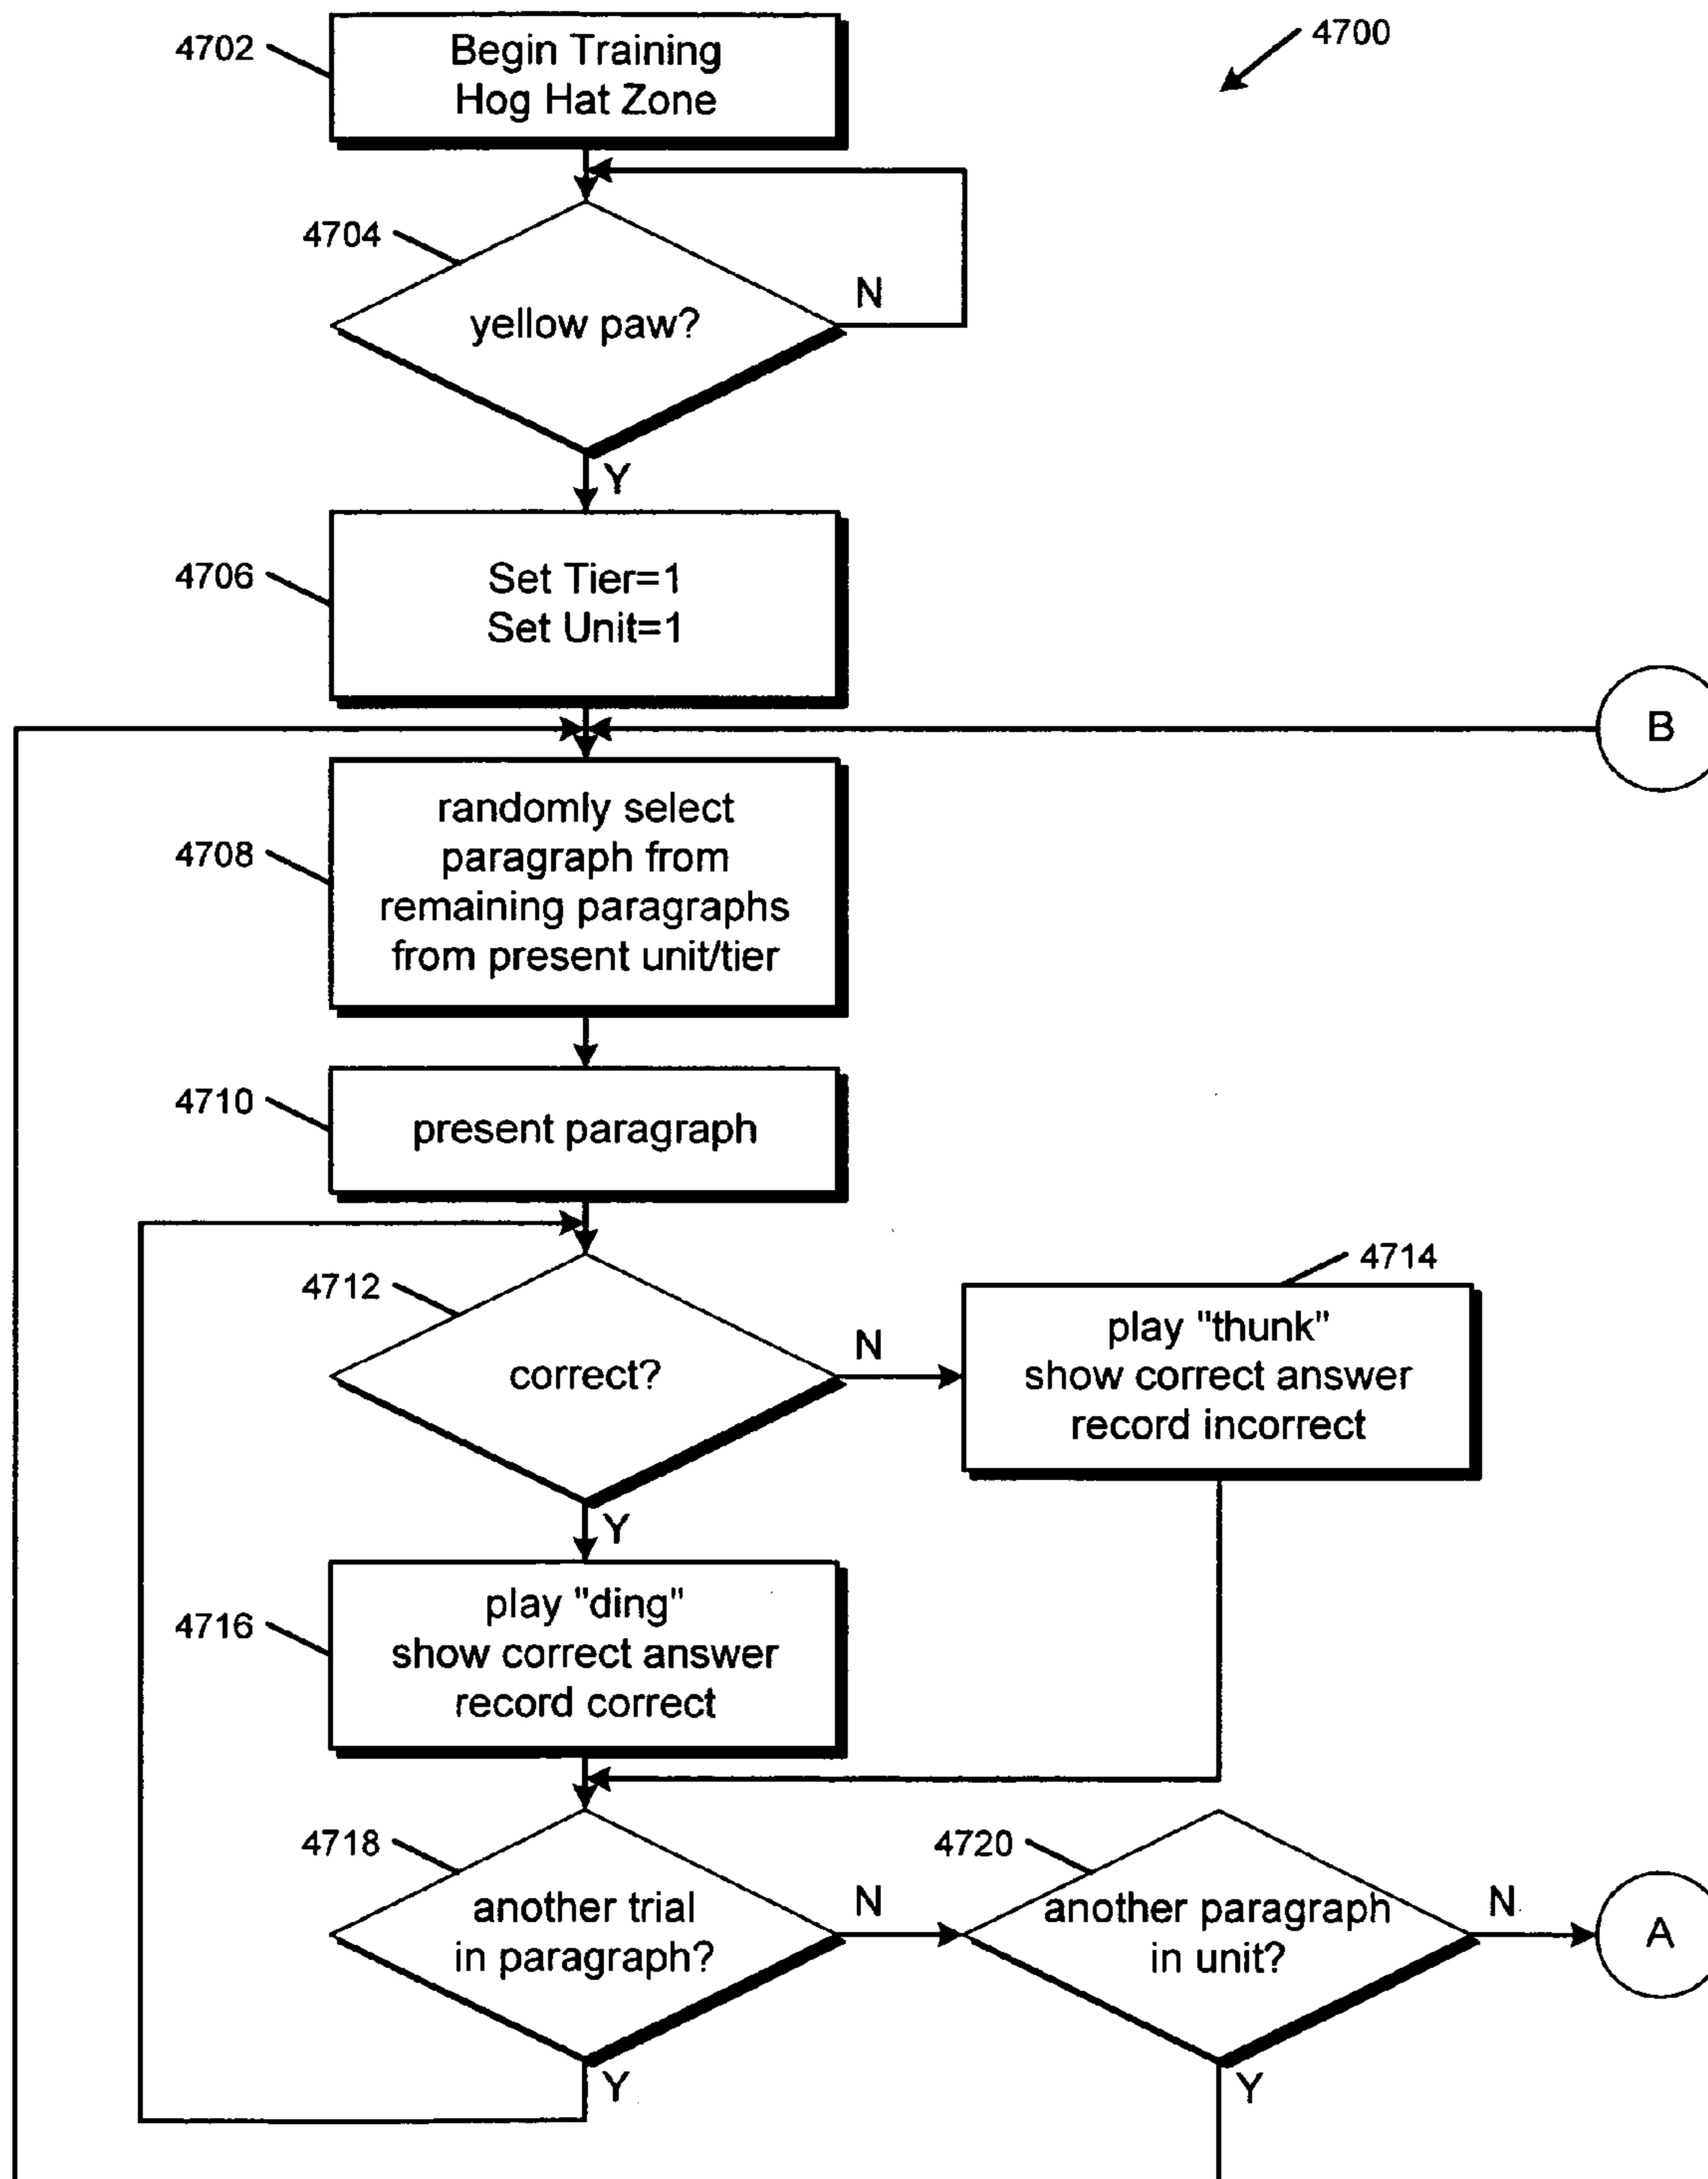 4700
4702
Begin Training
Hog Hat Zone
4704
yellow paw?
N
Y
4706
Set Tier=1
Set Unit=1
B
4708
randomly select
paragraph from
remaining paragraphs
from present unit/tier
4710
present paragraph
4712
correct?
N
4714
play "thunk"
show correct answer
record incorrect
Y
4716
play "ding"
show correct answer
record correct
4718
another trial
in paragraph?
N
4720
another paragraph
in unit?
N
A
Y
Y